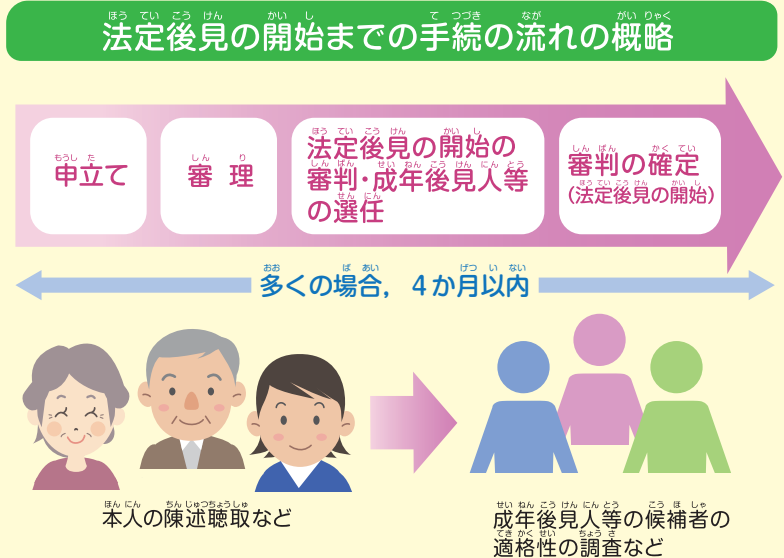 法定後見の開始までの手続の流れの概略
申立て
審理
法定後見の開始の
審判・成年後見人等
の選任
審判の確定
(法定後見の開始)
多くの場合，4か月以内
本人の陳述聴取など
成年後見人等の候補者の
適格性の調査など